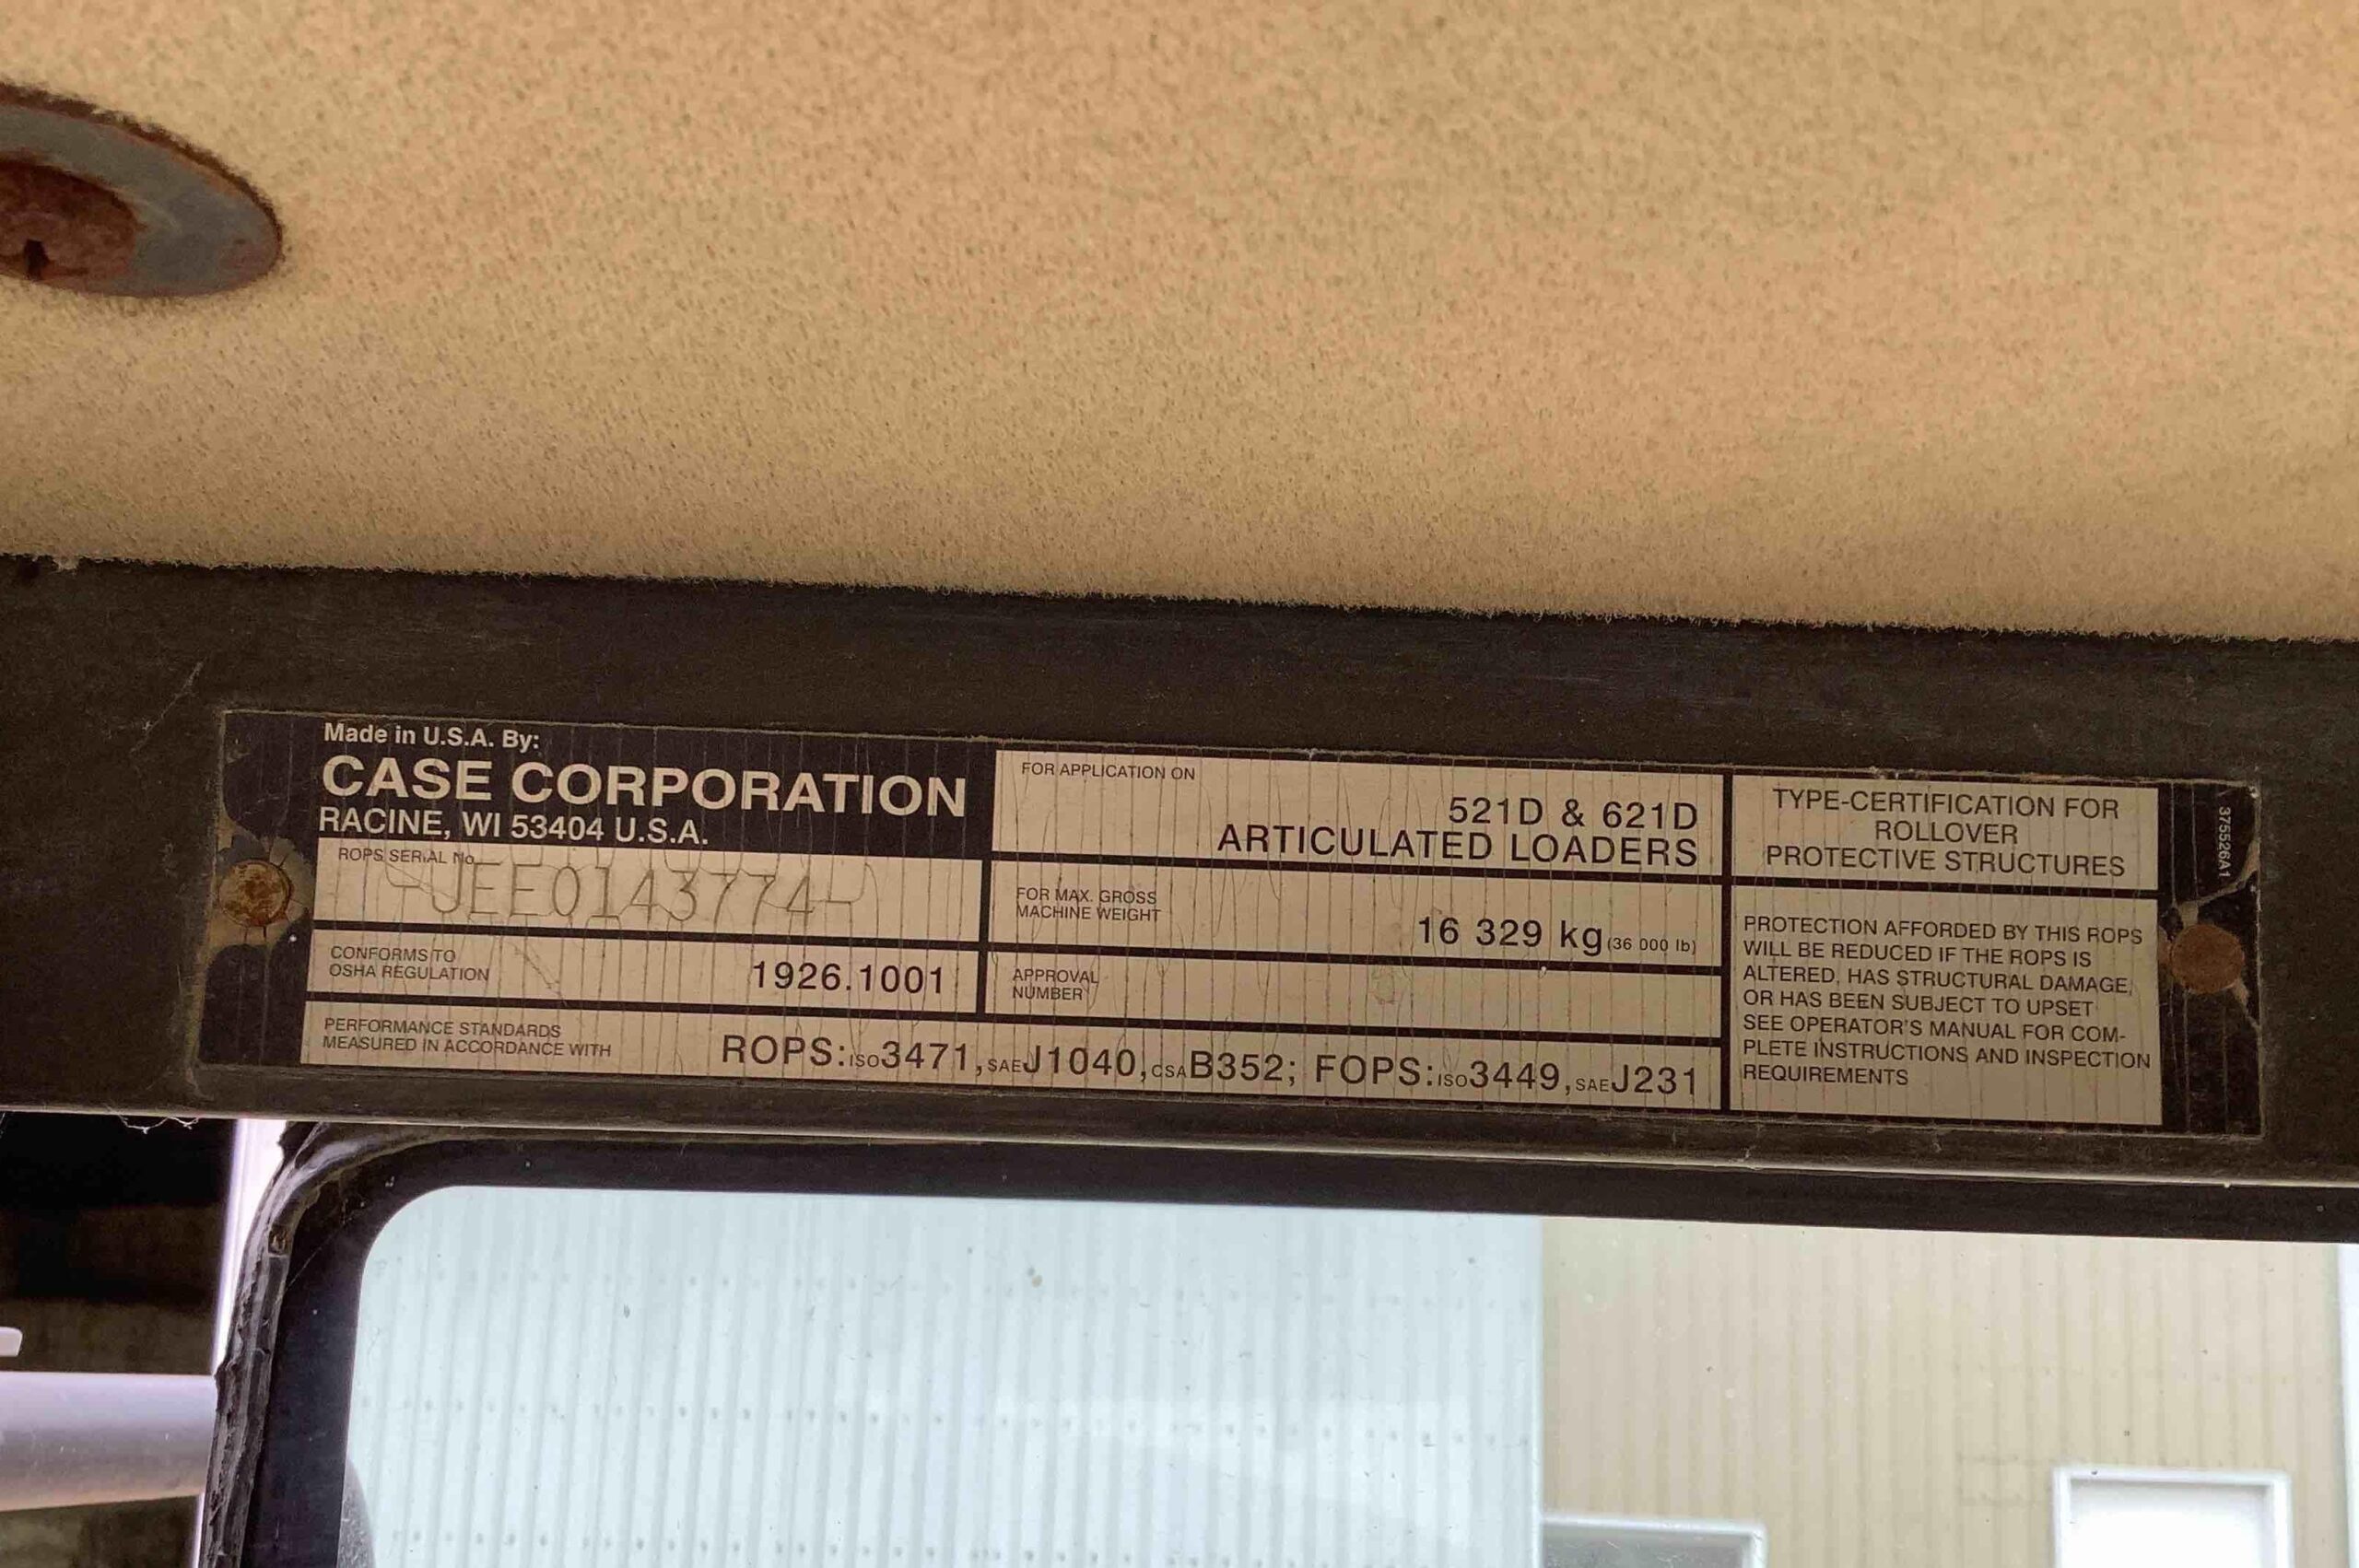 Made in U.S.A. By:
CASE CORPORATION
RACINE, WI 53404 U.S.A.
ROPS SERIAL No.
-JEE0143774-
CONFORMS TO
OSHA REGULATION
1926.1001
FOR APPLICATION ON
521D & 621D
ARTICULATED LOADERS
FOR MAX. GROSS
MACHINE WEIGHT
16 329 kg (36 000 lb)
APPROVAL
NUMBER
PERFORMANCE STANDARDS
MEASURED IN ACCORDANCE WITH
ROPS: ISO 3471, SAE J1040, CSA B352; FOPS: ISO 3449, SAE J231
TYPE-CERTIFICATION FOR
ROLLOVER
PROTECTIVE STRUCTURES
PROTECTION AFFORDED BY THIS ROPS
WILL BE REDUCED IF THE ROPS IS
ALTERED, HAS STRUCTURAL DAMAGE,
OR HAS BEEN SUBJECT TO UPSET
SEE OPERATOR'S MANUAL FOR COM-
PLETE INSTRUCTIONS AND INSPECTION
REQUIREMENTS
375526A1